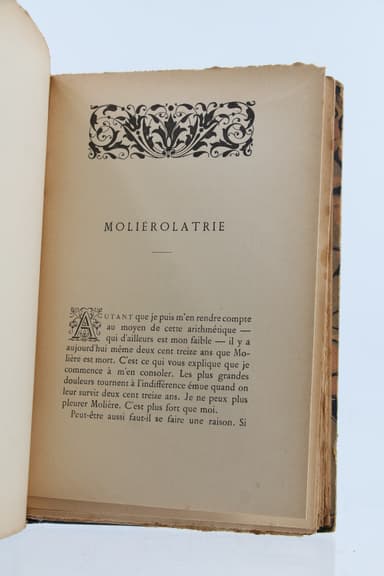 MOLIÉROLATRIE
AUTANT que je puis m'en rendre compte
au moyen de cette arithmétique —
qui d'ailleurs est mon faible — il y a
aujourd'hui même deux cent treize ans que Mo-
lière est mort. C'est ce qui vous explique que je
commence à m'en consoler. Les plus grandes
douleurs tournent à l'indifférence émue quand on
leur survit deux cent treize ans. Je ne peux plus
pleurer Molière. C'est plus fort que moi.
Peut-être aussi faut-il se faire une raison. Si